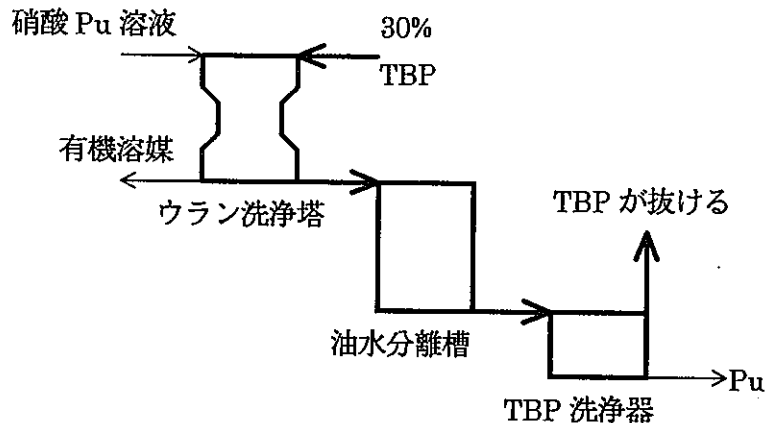 硝酸 Pu 溶液
30%
TBP
有機溶媒
ウラン洗浄塔
TBP が抜ける
油水分離槽
Pu
TBP 洗浄器